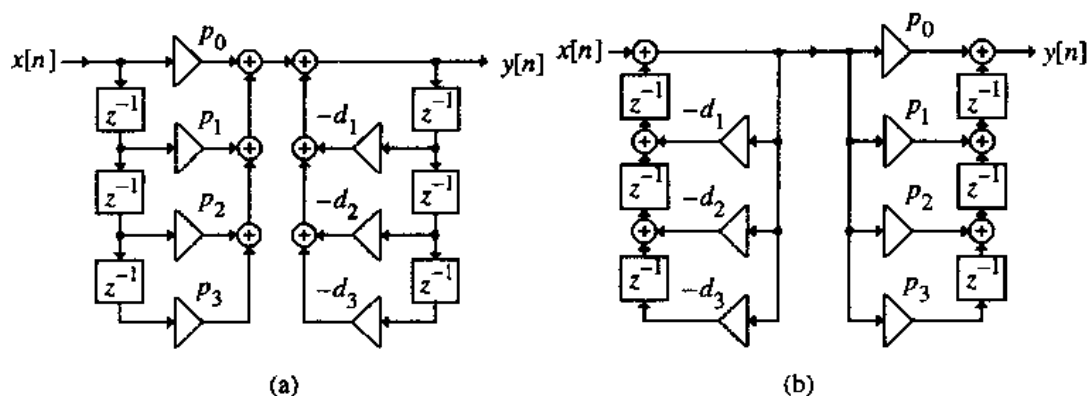 x[n] p₀ y[n]
z⁻¹ z⁻¹
p₁ −d₁
z⁻¹ z⁻¹
p₂ −d₂
z⁻¹ z⁻¹
p₃ −d₃
(a)
x[n] p₀ y[n]
z⁻¹ z⁻¹
−d₁ p₁
z⁻¹ z⁻¹
−d₂ p₂
z⁻¹ z⁻¹
−d₃ p₃
(b)